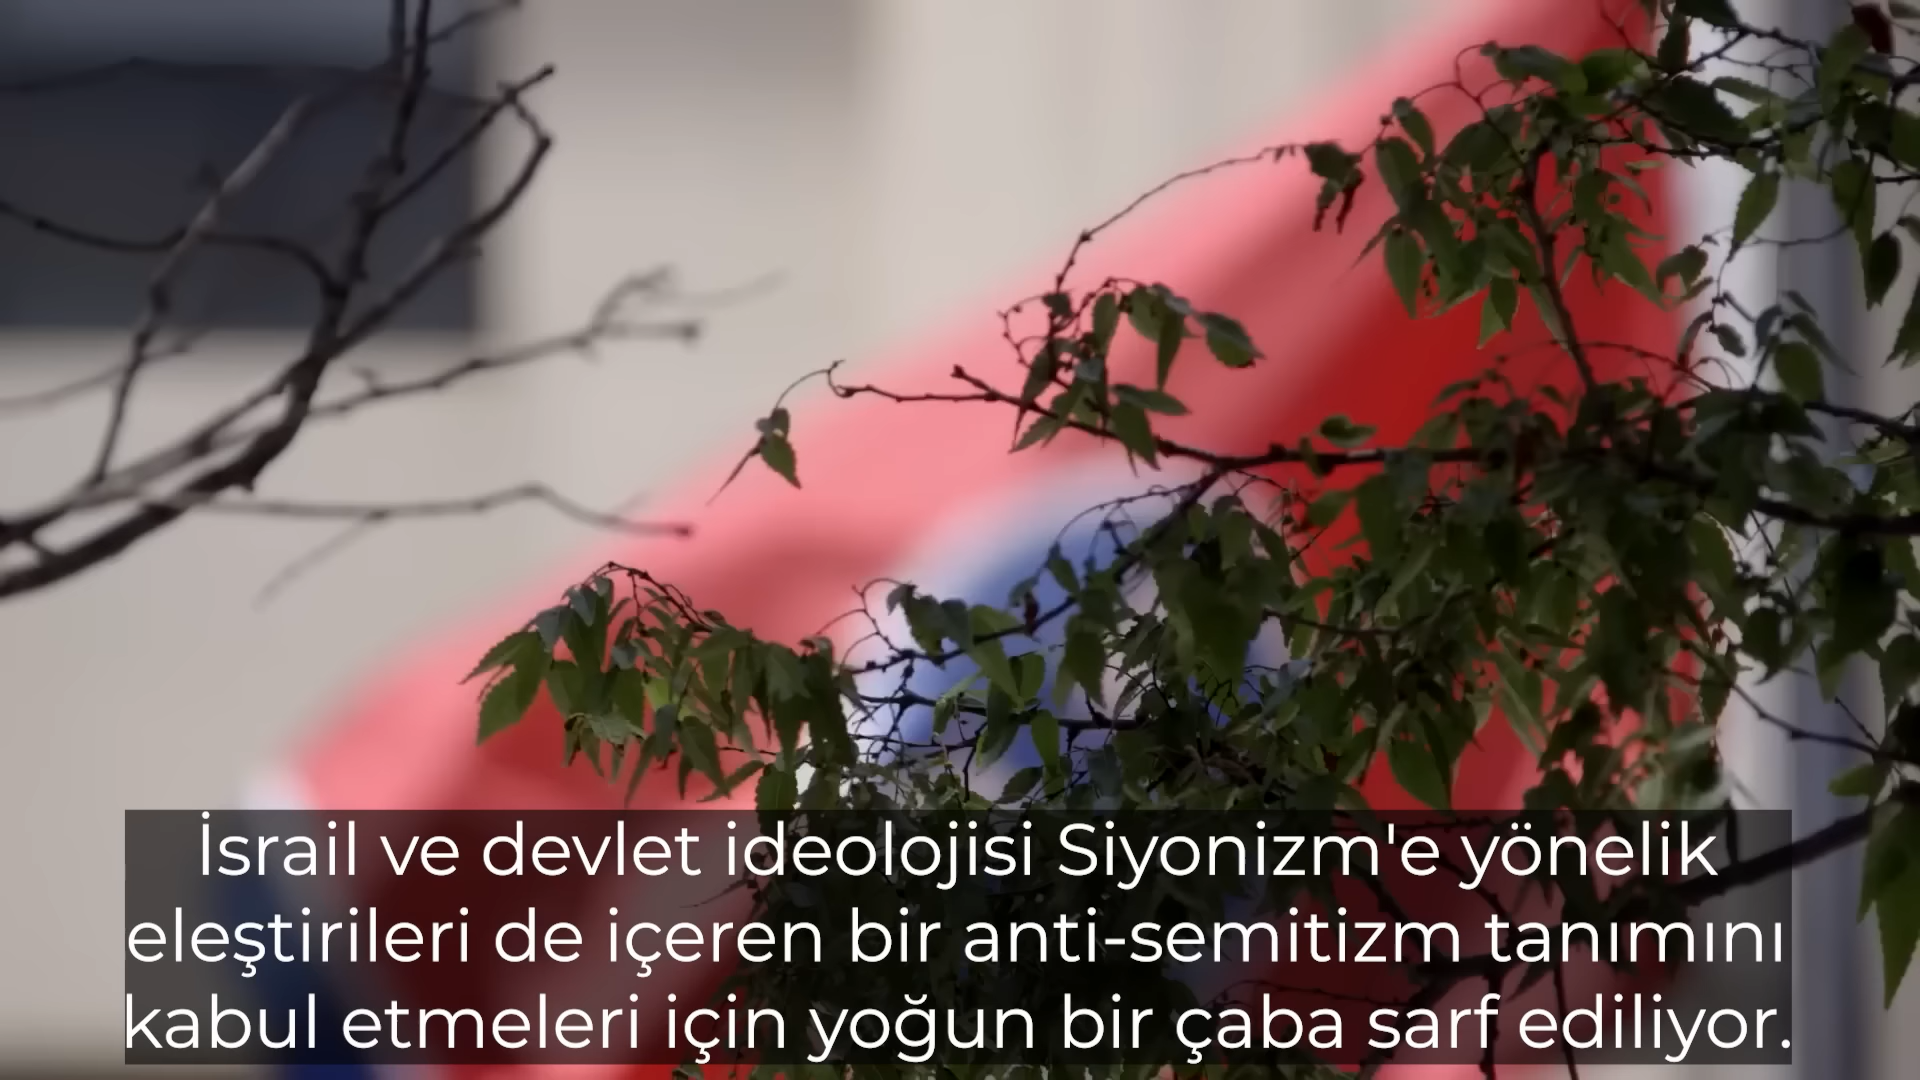 İsrail ve devlet ideolojisi Siyonizm'e yönelik
eleştirileri de içeren bir anti-semitizm tanımını
kabul etmeleri için yoğun bir çaba sarf ediliyor.